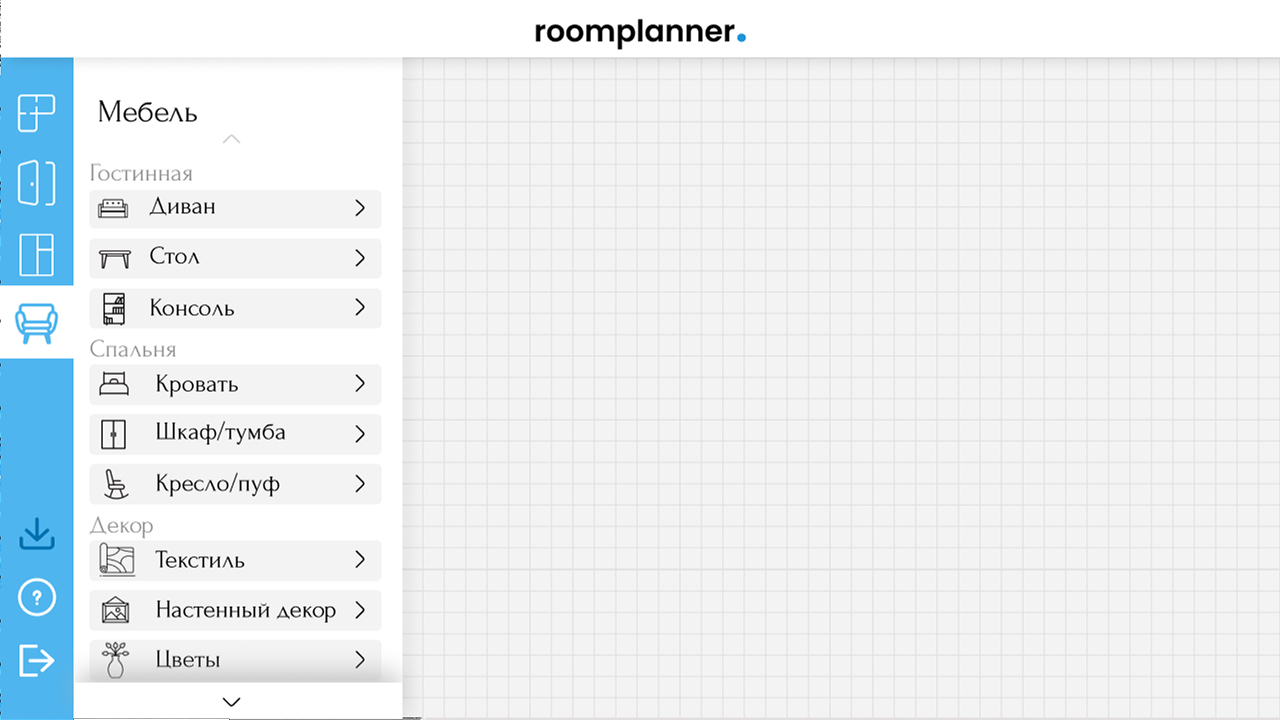 roomplanner.
Мебель
Гостинная
Диван
Стол
Консоль
Спальня
Кровать
Шкаф/тумба
Кресло/пуф
Декор
Текстиль
Настенный декор
Цветы
?